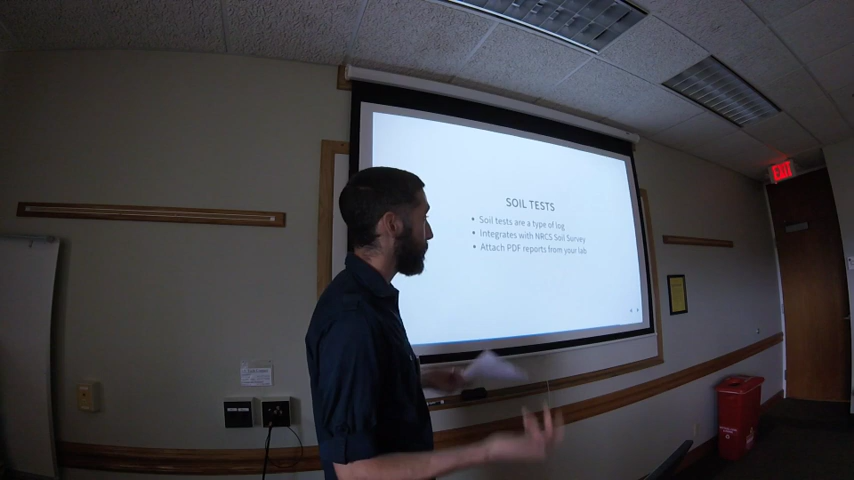 SOIL TESTS
• Soil tests are a type of log
• Integrates with NRCS Soil Survey
• Attach PDF reports from your lab
EXIT